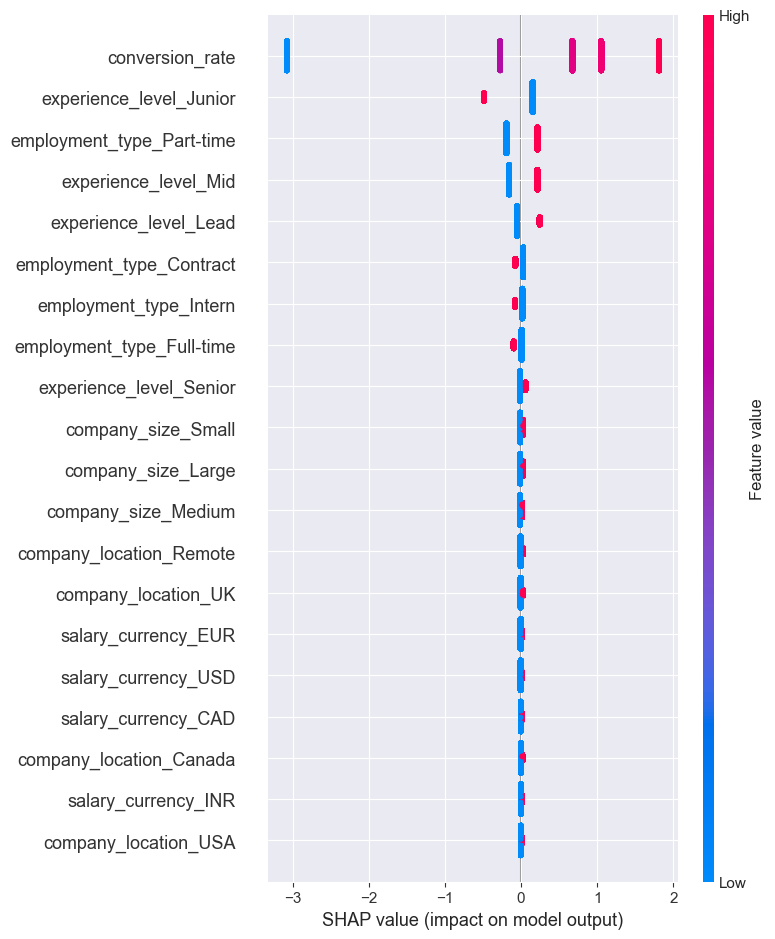 High
conversion_rate
experience_level_Junior
employment_type_Part-time
experience_level_Mid
experience_level_Lead
employment_type_Contract
employment_type_Intern
employment_type_Full-time
experience_level_Senior
company_size_Small
company_size_Large
company_size_Medium
company_location_Remote
company_location_UK
salary_currency_EUR
salary_currency_USD
salary_currency_CAD
company_location_Canada
salary_currency_INR
company_location_USA
Feature value
Low
−3 −2 −1 0 1 2
SHAP value (impact on model output)